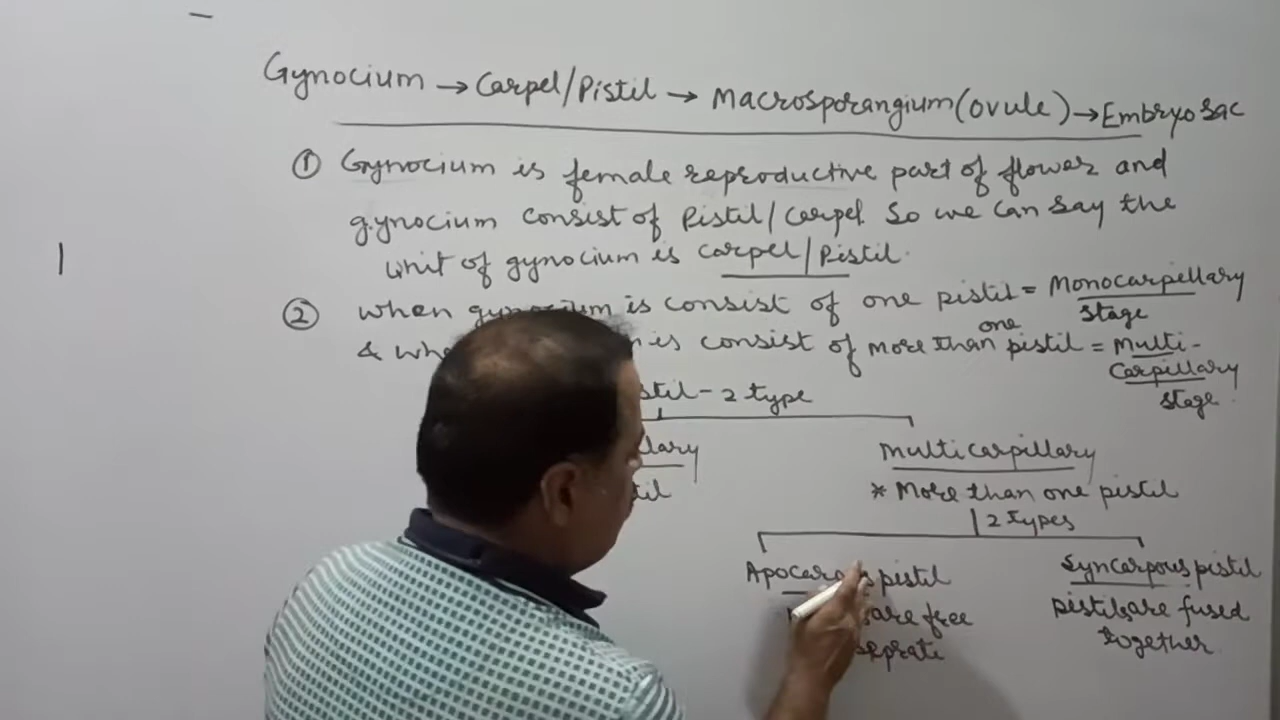 Gynocium → Carpel/Pistil → Macrosporangium (ovule) → Embryo sac
① Gynocium is female reproductive part of flower and
gynocium consist of Pistil/Carpel. So we can say the
unit of gynocium is Carpel/Pistil.
② When is consist of one pistil = Monocarpellary
stage
& is consist of more than one pistil = Multi-
Carpillary
stage
- 2 type
Multicarpillary
* More than one pistil
2 types
pistil
are free
Syncarpous pistil
pistils are fused
together